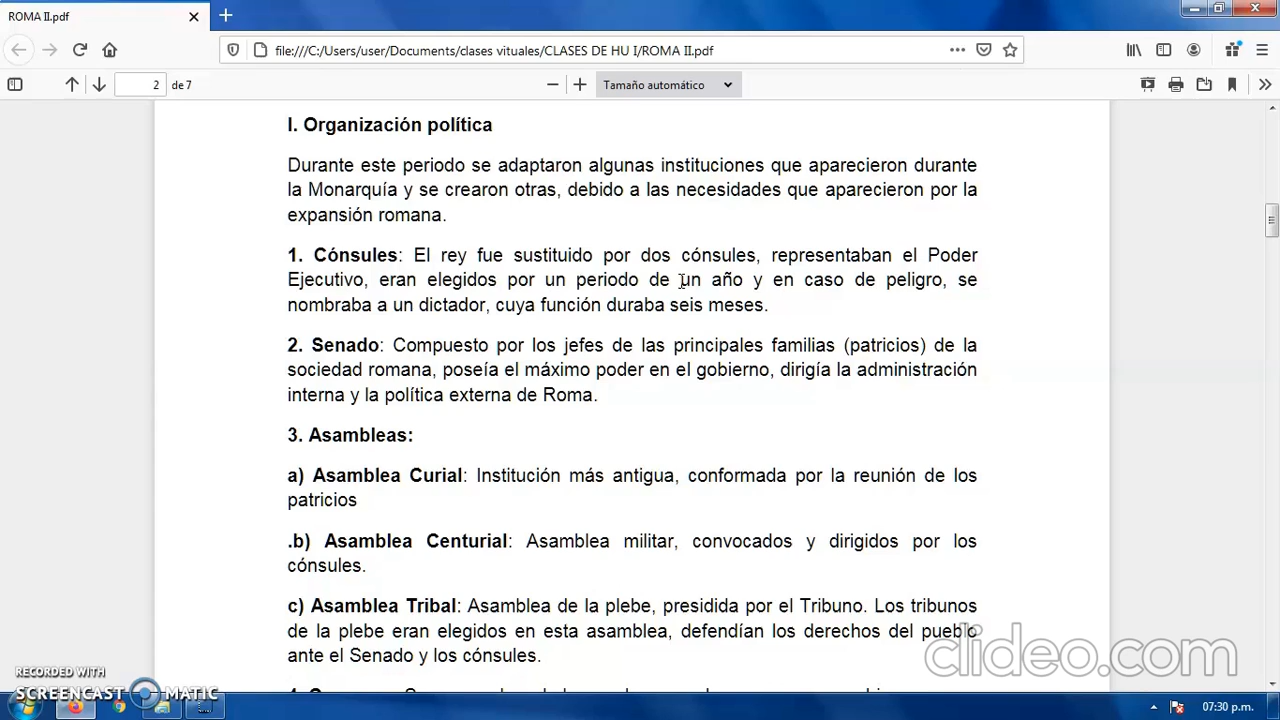 ROMA II.pdf
file:///C:/Users/user/Documents/clases vituales/CLASES DE HU I/ROMA II.pdf
2 de 7
Tamaño automático
I. Organización política
Durante este periodo se adaptaron algunas instituciones que aparecieron durante
la Monarquía y se crearon otras, debido a las necesidades que aparecieron por la
expansión romana.
1. Cónsules: El rey fue sustituido por dos cónsules, representaban el Poder
Ejecutivo, eran elegidos por un periodo de un año y en caso de peligro, se
nombraba a un dictador, cuya función duraba seis meses.
2. Senado: Compuesto por los jefes de las principales familias (patricios) de la
sociedad romana, poseía el máximo poder en el gobierno, dirigía la administración
interna y la política externa de Roma.
3. Asambleas:
a) Asamblea Curial: Institución más antigua, conformada por la reunión de los
patricios
.b) Asamblea Centurial: Asamblea militar, convocados y dirigidos por los
cónsules.
c) Asamblea Tribal: Asamblea de la plebe, presidida por el Tribuno. Los tribunos
de la plebe eran elegidos en esta asamblea, defendían los derechos del pueblo
ante el Senado y los cónsules.
clideo.com
RECORDED WITH
SCREENCAST MATIC
07:30 p.m.